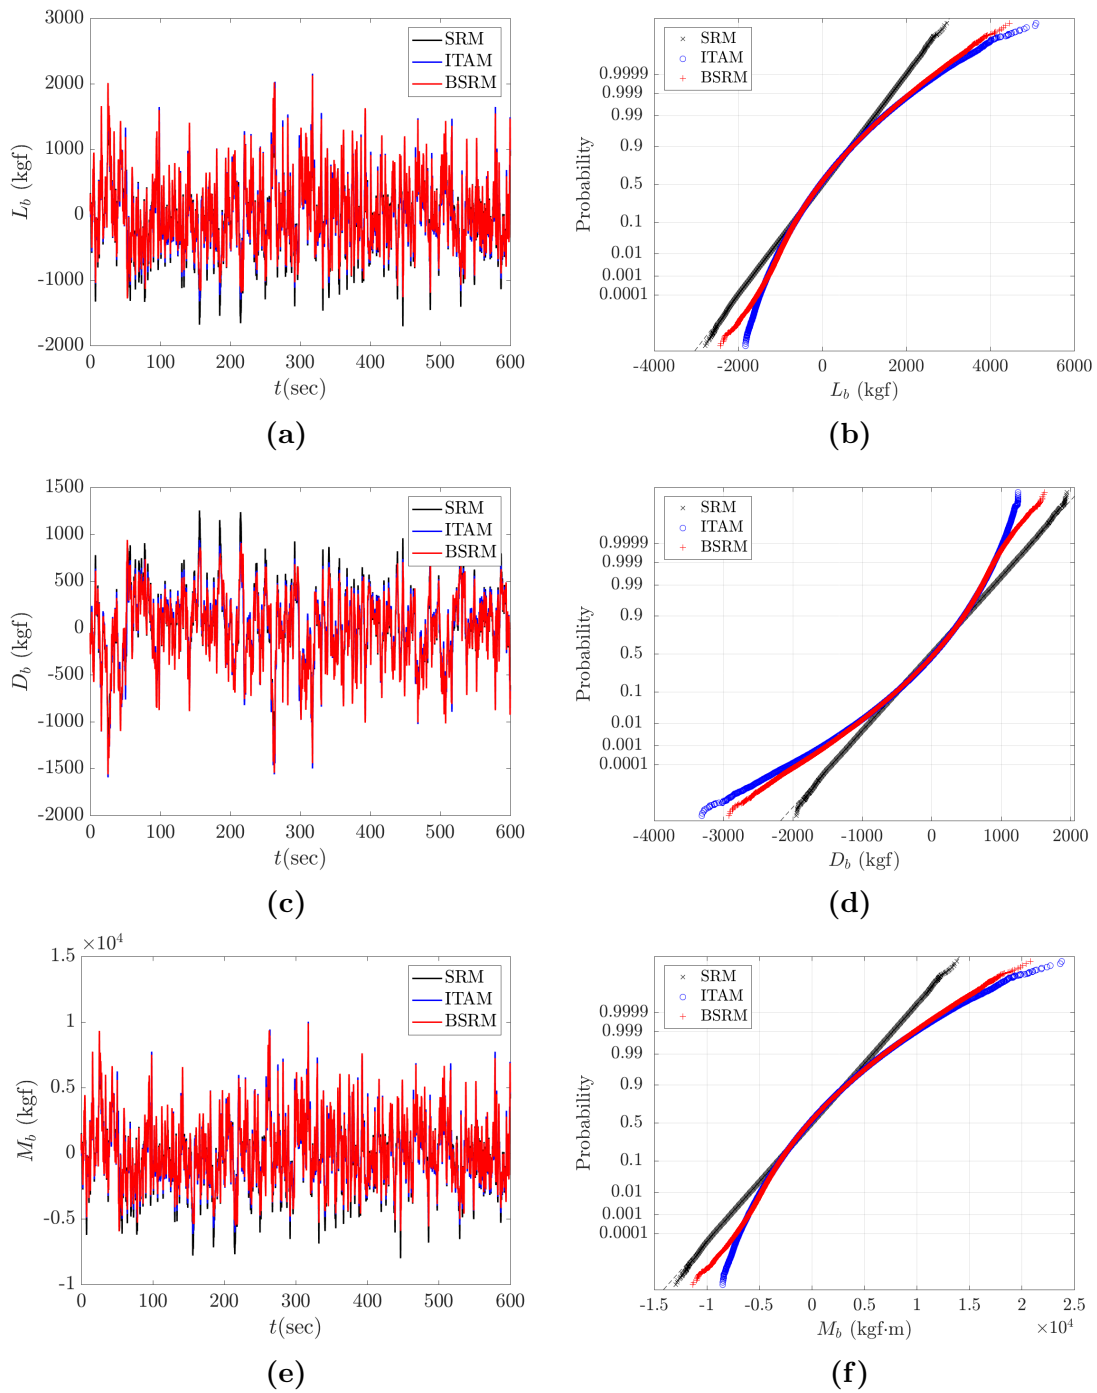 3000
2000
1000
0
-1000
-2000
L_b (kgf)
SRM
ITAM
BSRM
0 100 200 300 400 500 600
t(sec)
(a)
0.9999
0.999
0.99
0.9
0.5
0.1
0.01
0.001
0.0001
Probability
SRM
ITAM
BSRM
-4000 -2000 0 2000 4000 6000
L_b (kgf)
(b)
1500
1000
500
0
-500
-1000
-1500
-2000
D_b (kgf)
SRM
ITAM
BSRM
0 100 200 300 400 500 600
t(sec)
(c)
0.9999
0.999
0.99
0.9
0.5
0.1
0.01
0.001
0.0001
Probability
SRM
ITAM
BSRM
-4000 -3000 -2000 -1000 0 1000 2000
D_b (kgf)
(d)
×10⁴
1.5
1
0.5
0
-0.5
-1
M_b (kgf)
SRM
ITAM
BSRM
0 100 200 300 400 500 600
t(sec)
(e)
0.9999
0.999
0.99
0.9
0.5
0.1
0.01
0.001
0.0001
Probability
SRM
ITAM
BSRM
-1.5 -1 -0.5 0 0.5 1 1.5 2 2.5
M_b (kgf·m)
×10⁴
(f)